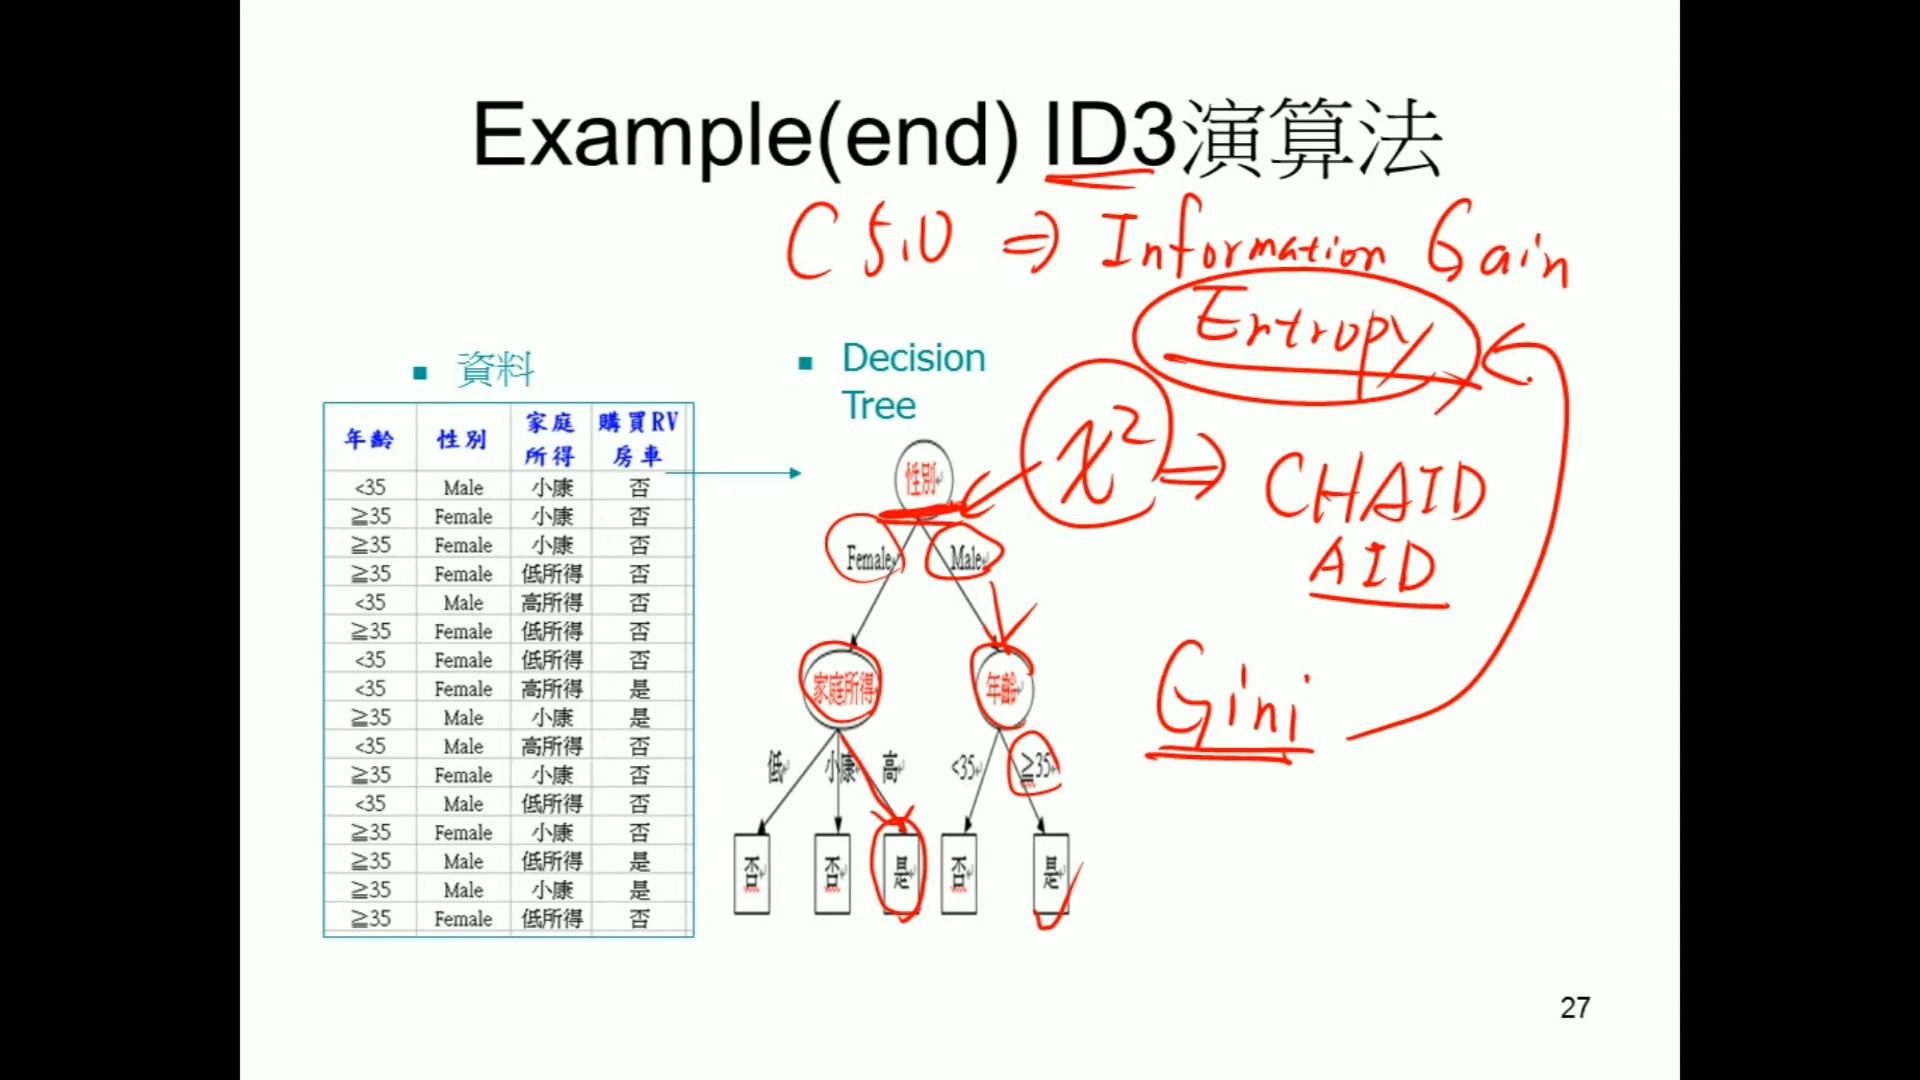 Example(end) ID3演算法
C 5.0 ⇒ Information Gain
Entropy
■ 資料
■ Decision
Tree
年齡 性別 家庭所得 購買RV房車
<35 Male 小康 否
≧35 Female 小康 否
≧35 Female 小康 否
≧35 Female 低所得 否
<35 Male 高所得 否
≧35 Female 低所得 否
<35 Female 低所得 否
<35 Female 高所得 是
≧35 Male 小康 是
<35 Male 高所得 否
≧35 Female 小康 否
<35 Male 低所得 否
≧35 Female 小康 否
≧35 Male 低所得 是
≧35 Male 小康 是
≧35 Female 低所得 否
性別
Female Male
家庭所得 年齡
低 小康 高 <35 ≧35
否 否 是 否 是
χ² ⇒ CHAID
AID
Gini
27